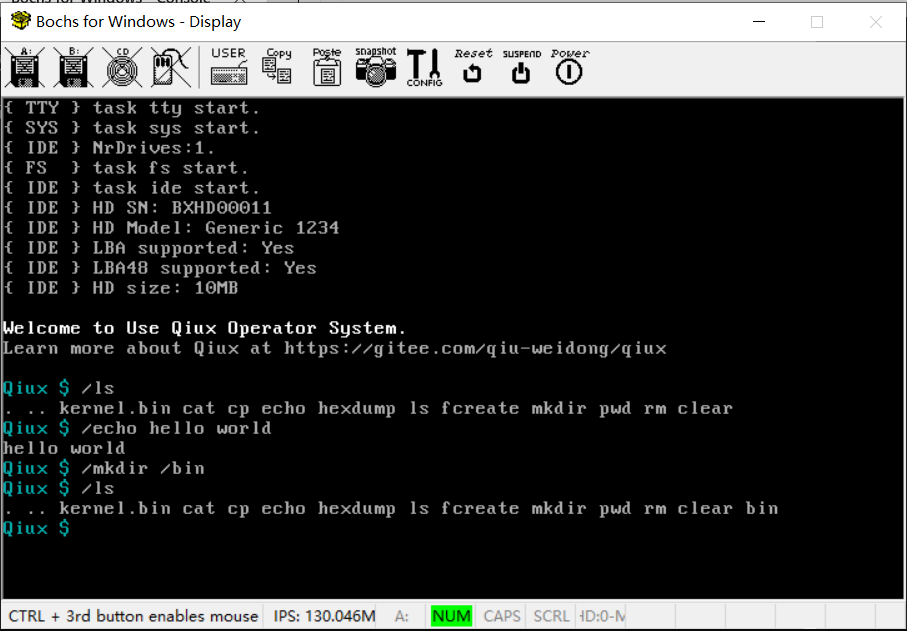 Bochs for Windows - Console
Bochs for Windows - Display
A: B: CD USER Copy Paste snapshot CONFIG Reset SUSPEND Power
{ TTY } task tty start.
{ SYS } task sys start.
{ IDE } NrDrives:1.
{ FS  } task fs start.
{ IDE } task ide start.
{ IDE } HD SN: BXHD00011
{ IDE } HD Model: Generic 1234
{ IDE } LBA supported: Yes
{ IDE } LBA48 supported: Yes
{ IDE } HD size: 10MB
Welcome to Use Qiux Operator System.
Learn more about Qiux at https://gitee.com/qiu-weidong/qiux
Qiux $ /ls
. .. kernel.bin cat cp echo hexdump ls fcreate mkdir pwd rm clear
Qiux $ /echo hello world
hello world
Qiux $ /mkdir /bin
Qiux $ /ls
. .. kernel.bin cat cp echo hexdump ls fcreate mkdir pwd rm clear bin
Qiux $
CTRL + 3rd button enables mouse IPS: 130.046M A: NUM CAPS SCRL HD:0-M